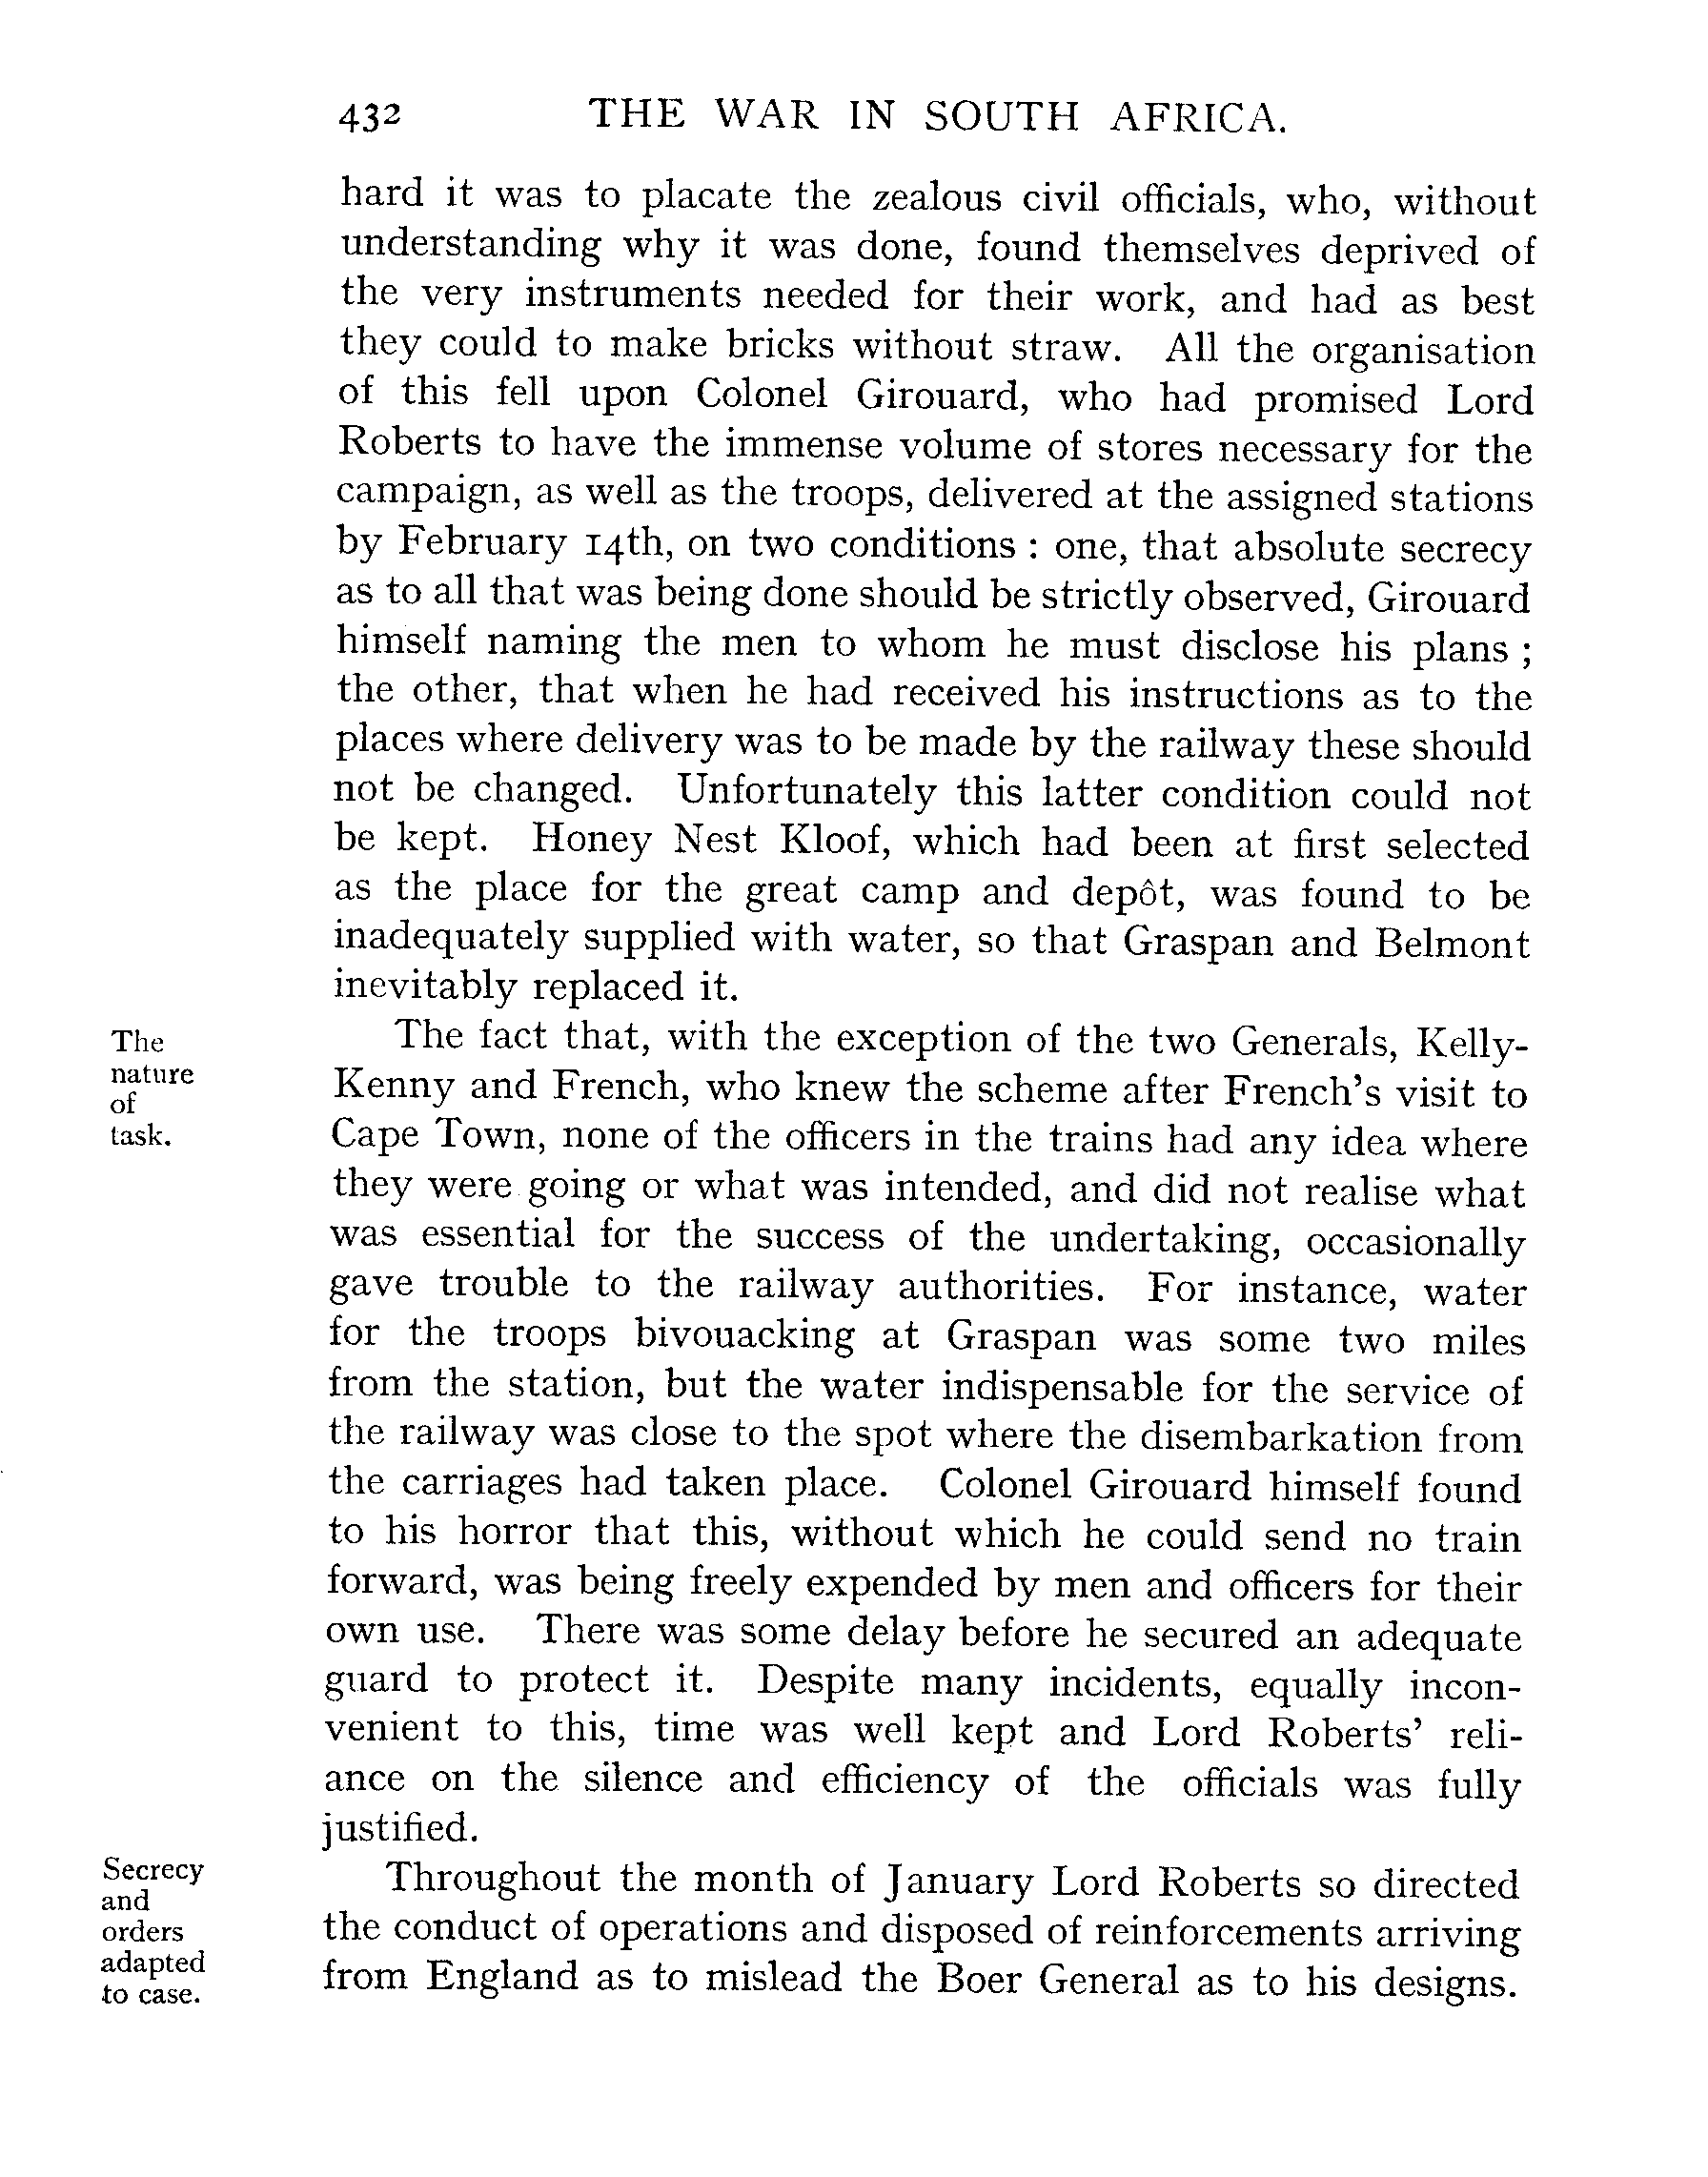 432 THE WAR IN SOUTH AFRICA.
hard it was to placate the zealous civil officials, who, without
understanding why it was done, found themselves deprived of
the very instruments needed for their work, and had as best
they could to make bricks without straw. All the organisation
of this fell upon Colonel Girouard, who had promised Lord
Roberts to have the immense volume of stores necessary for the
campaign, as well as the troops, delivered at the assigned stations
by February 14th, on two conditions : one, that absolute secrecy
as to all that was being done should be strictly observed, Girouard
himself naming the men to whom he must disclose his plans ;
the other, that when he had received his instructions as to the
places where delivery was to be made by the railway these should
not be changed. Unfortunately this latter condition could not
be kept. Honey Nest Kloof, which had been at first selected
as the place for the great camp and depôt, was found to be
inadequately supplied with water, so that Graspan and Belmont
inevitably replaced it.
The
nature
of
task.
The fact that, with the exception of the two Generals, Kelly-
Kenny and French, who knew the scheme after French's visit to
Cape Town, none of the officers in the trains had any idea where
they were going or what was intended, and did not realise what
was essential for the success of the undertaking, occasionally
gave trouble to the railway authorities. For instance, water
for the troops bivouacking at Graspan was some two miles
from the station, but the water indispensable for the service of
the railway was close to the spot where the disembarkation from
the carriages had taken place. Colonel Girouard himself found
to his horror that this, without which he could send no train
forward, was being freely expended by men and officers for their
own use. There was some delay before he secured an adequate
guard to protect it. Despite many incidents, equally incon-
venient to this, time was well kept and Lord Roberts' reli-
ance on the silence and efficiency of the officials was fully
justified.
Secrecy
and
orders
adapted
to case.
Throughout the month of January Lord Roberts so directed
the conduct of operations and disposed of reinforcements arriving
from England as to mislead the Boer General as to his designs.